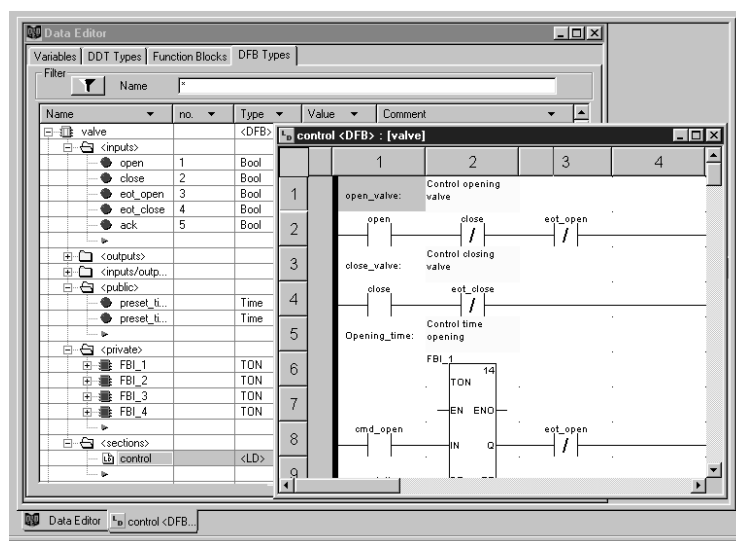 Data Editor
Variables DDT Types Function Blocks DFB Types
Filter
Name *
Name no. Type Value Comment
valve <DFB>
<inputs>
open 1 Bool
close 2 Bool
eot_open 3 Bool
eot_close 4 Bool
ack 5 Bool
<outputs>
<inputs/outp...
<public>
preset_ti... Time
preset_ti... Time
<private>
FBI_1 TON
FBI_2 TON
FBI_3 TON
FBI_4 TON
<sections>
control <LD>
control <DFB> : [valve]
1 2 3 4
1 open_valve: Control opening
valve
2 open close eot_open
3 close_valve: Control closing
valve
4 close eot_close
5 Opening_time: Control time
opening
6 FBI_1 14
TON
7 EN ENO
8 cmd_open IN Q eot_open
9
Data Editor control <DFB...